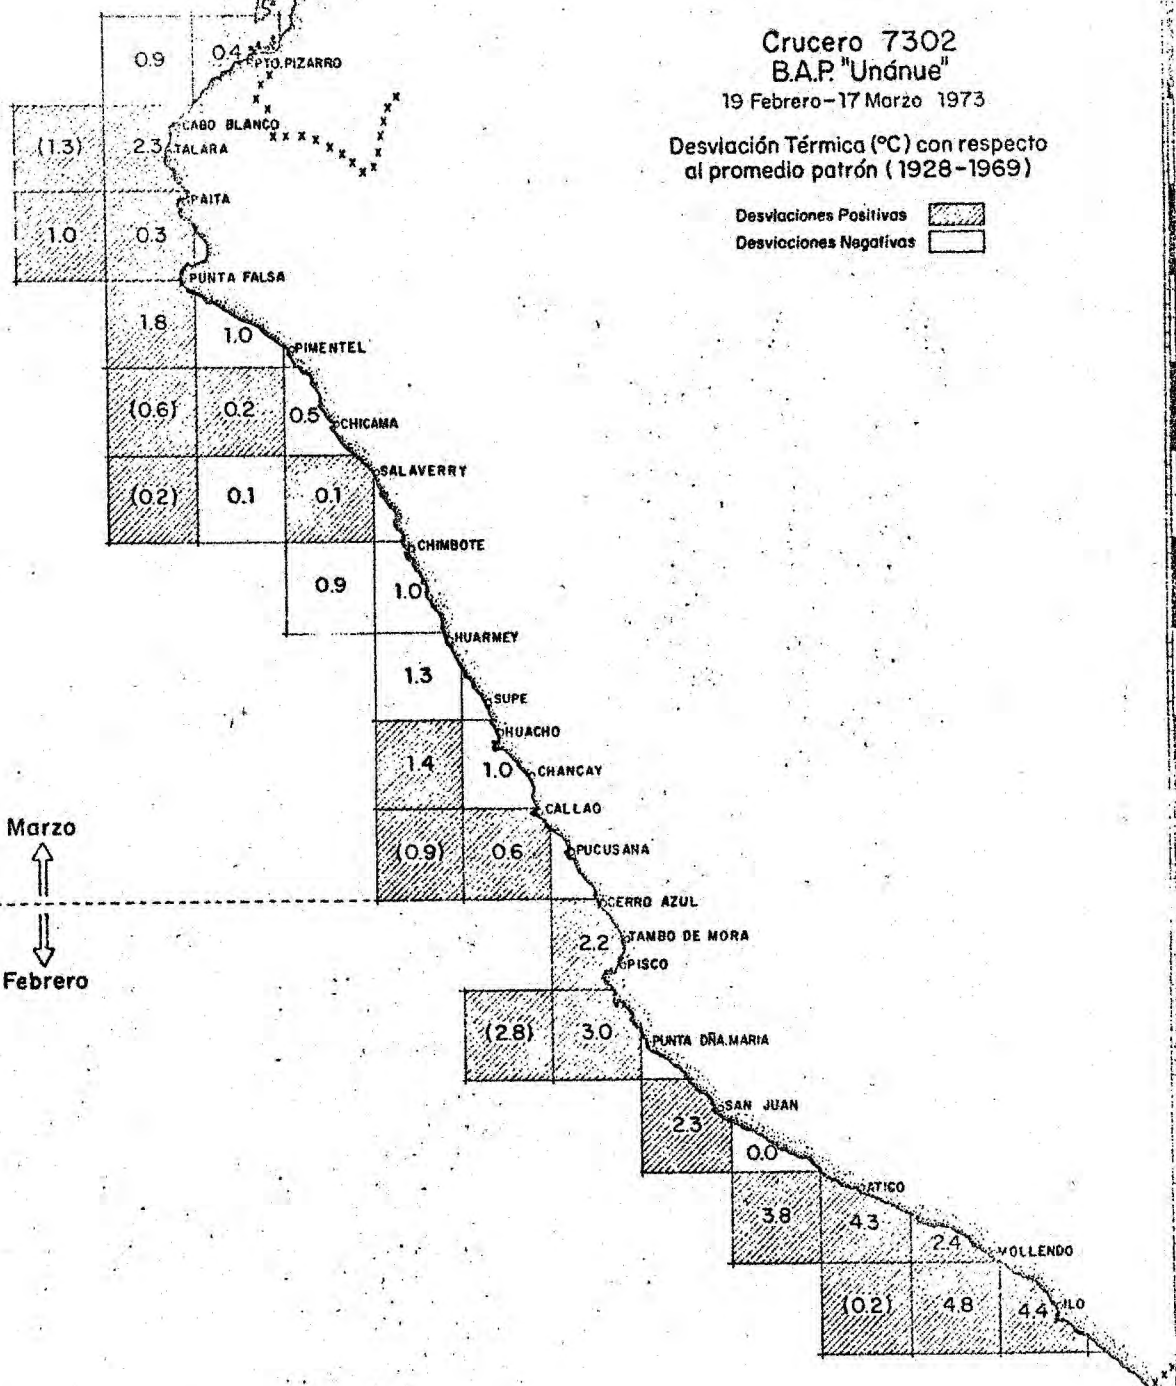 5°
Crucero 7302
B.A.P. "Unánue"
19 Febrero-17 Marzo 1973
Desviación Térmica (°C) con respecto
al promedio patrón (1928-1969)
Desviaciones Positivas
Desviaciones Negativas
0.9 0.4 PTO. PIZARRO
CABO BLANCO
(1.3) 2.3 TALARA
PAITA
1.0 0.3
PUNTA FALSA
1.8 1.0 PIMENTEL
(0.6) 0.2 0.5 CHICAMA
SALAVERRY
(0.2) 0.1 0.1
CHIMBOTE
0.9 1.0
HUARMEY
1.3
SUPE
HUACHO
1.4 1.0 CHANCAY
CALLAO
Marzo
(0.9) 0.6 PUCUSANA
CERRO AZUL
2.2 TAMBO DE MORA
PISCO
Febrero
(2.8) 3.0 PUNTA DÑA. MARIA
SAN JUAN
2.3
0.0
ATICO
3.8 4.3
2.4 MOLLENDO
(0.2) 4.8 4.4 ILO